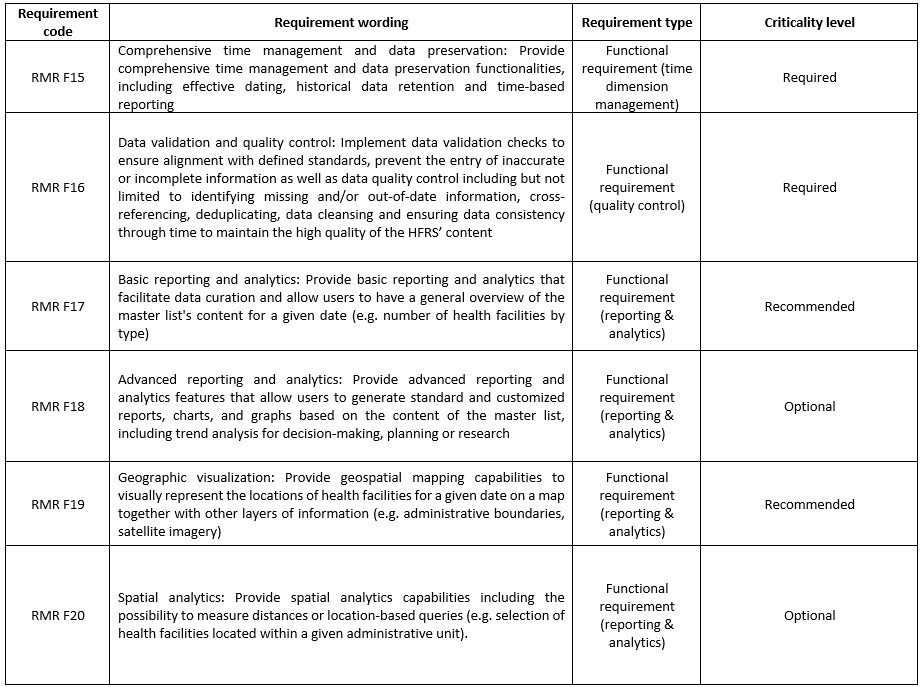 Requirement
code
Requirement wording
Requirement type
Criticality level
RMR F15
Comprehensive time management and data preservation: Provide
comprehensive time management and data preservation functionalities,
including effective dating, historical data retention and time-based
reporting
Functional
requirement (time
dimension
management)
Required
RMR F16
Data validation and quality control: Implement data validation checks to
ensure alignment with defined standards, prevent the entry of inaccurate
or incomplete information as well as data quality control including but not
limited to identifying missing and/or out-of-date information, cross-
referencing, deduplicating, data cleansing and ensuring data consistency
through time to maintain the high quality of the HFRS’ content
Functional
requirement
(quality control)
Required
RMR F17
Basic reporting and analytics: Provide basic reporting and analytics that
facilitate data curation and allow users to have a general overview of the
master list's content for a given date (e.g. number of health facilities by
type)
Functional
requirement
(reporting &
analytics)
Recommended
RMR F18
Advanced reporting and analytics: Provide advanced reporting and
analytics features that allow users to generate standard and customized
reports, charts, and graphs based on the content of the master list,
including trend analysis for decision-making, planning or research
Functional
requirement
(reporting &
analytics)
Optional
RMR F19
Geographic visualization: Provide geospatial mapping capabilities to
visually represent the locations of health facilities for a given date on a map
together with other layers of information (e.g. administrative boundaries,
satellite imagery)
Functional
requirement
(reporting &
analytics)
Recommended
RMR F20
Spatial analytics: Provide spatial analytics capabilities including the
possibility to measure distances or location-based queries (e.g. selection of
health facilities located within a given administrative unit).
Functional
requirement
(reporting &
analytics)
Optional